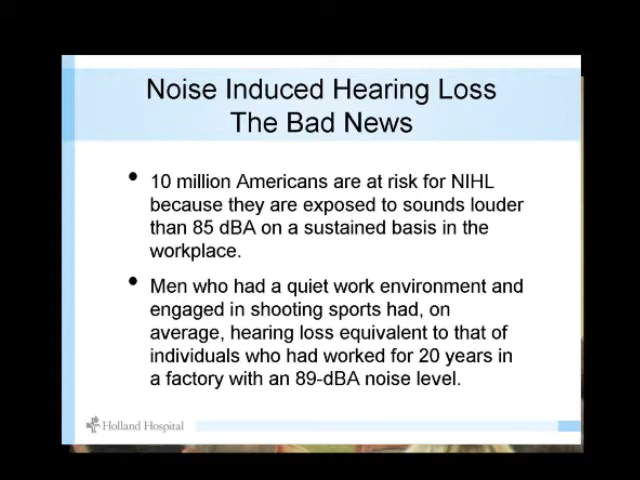 Noise Induced Hearing Loss
The Bad News
• 10 million Americans are at risk for NIHL
because they are exposed to sounds louder
than 85 dBA on a sustained basis in the
workplace.
• Men who had a quiet work environment and
engaged in shooting sports had, on
average, hearing loss equivalent to that of
individuals who had worked for 20 years in
a factory with an 89-dBA noise level.
Holland Hospital